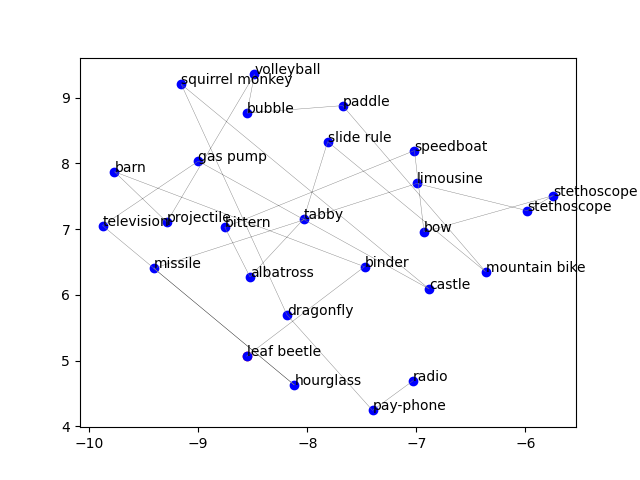 volleyball
squirrel monkey
9
bubble
paddle
slide rule
speedboat
gas pump
8
barn
limousine
stethoscope
stethoscope
television
projectile
bittern
tabby
bow
7
missile
albatross
binder
mountain bike
castle
6
dragonfly
leaf beetle
5
hourglass
radio
pay-phone
4
−10
−9
−8
−7
−6